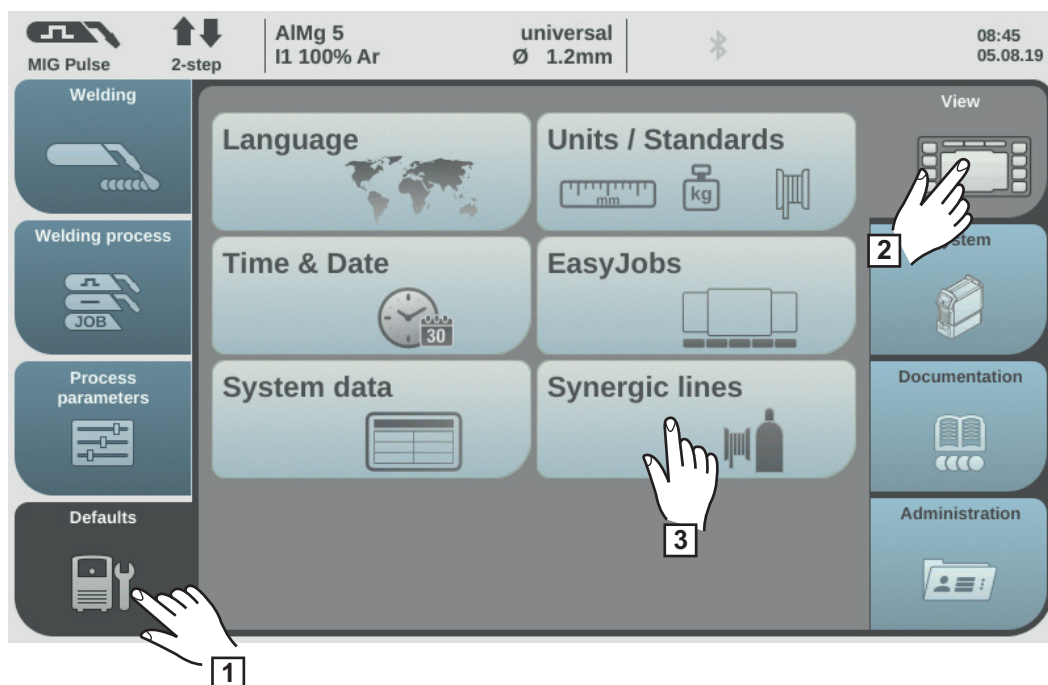 MIG Pulse
2-step
AlMg 5
I1 100% Ar
universal
Ø 1.2mm
08:45
05.08.19
Welding
Welding process
JOB
Process
parameters
Defaults
1
Language
Units / Standards
mm
kg
Time & Date
30
EasyJobs
System data
Synergic lines
3
View
2
stem
Documentation
Administration